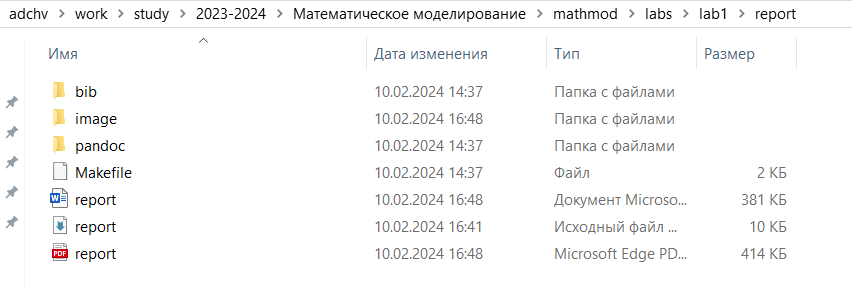 adchv › work › study › 2023-2024 › Математическое моделирование › mathmod › labs › lab1 › report
Имя Дата изменения Тип Размер
bib 10.02.2024 14:37 Папка с файлами
image 10.02.2024 16:48 Папка с файлами
pandoc 10.02.2024 14:37 Папка с файлами
Makefile 10.02.2024 14:37 Файл 2 КБ
report 10.02.2024 16:48 Документ Microso... 381 КБ
report 10.02.2024 16:41 Исходный файл ... 10 КБ
report 10.02.2024 16:48 Microsoft Edge PD... 414 КБ